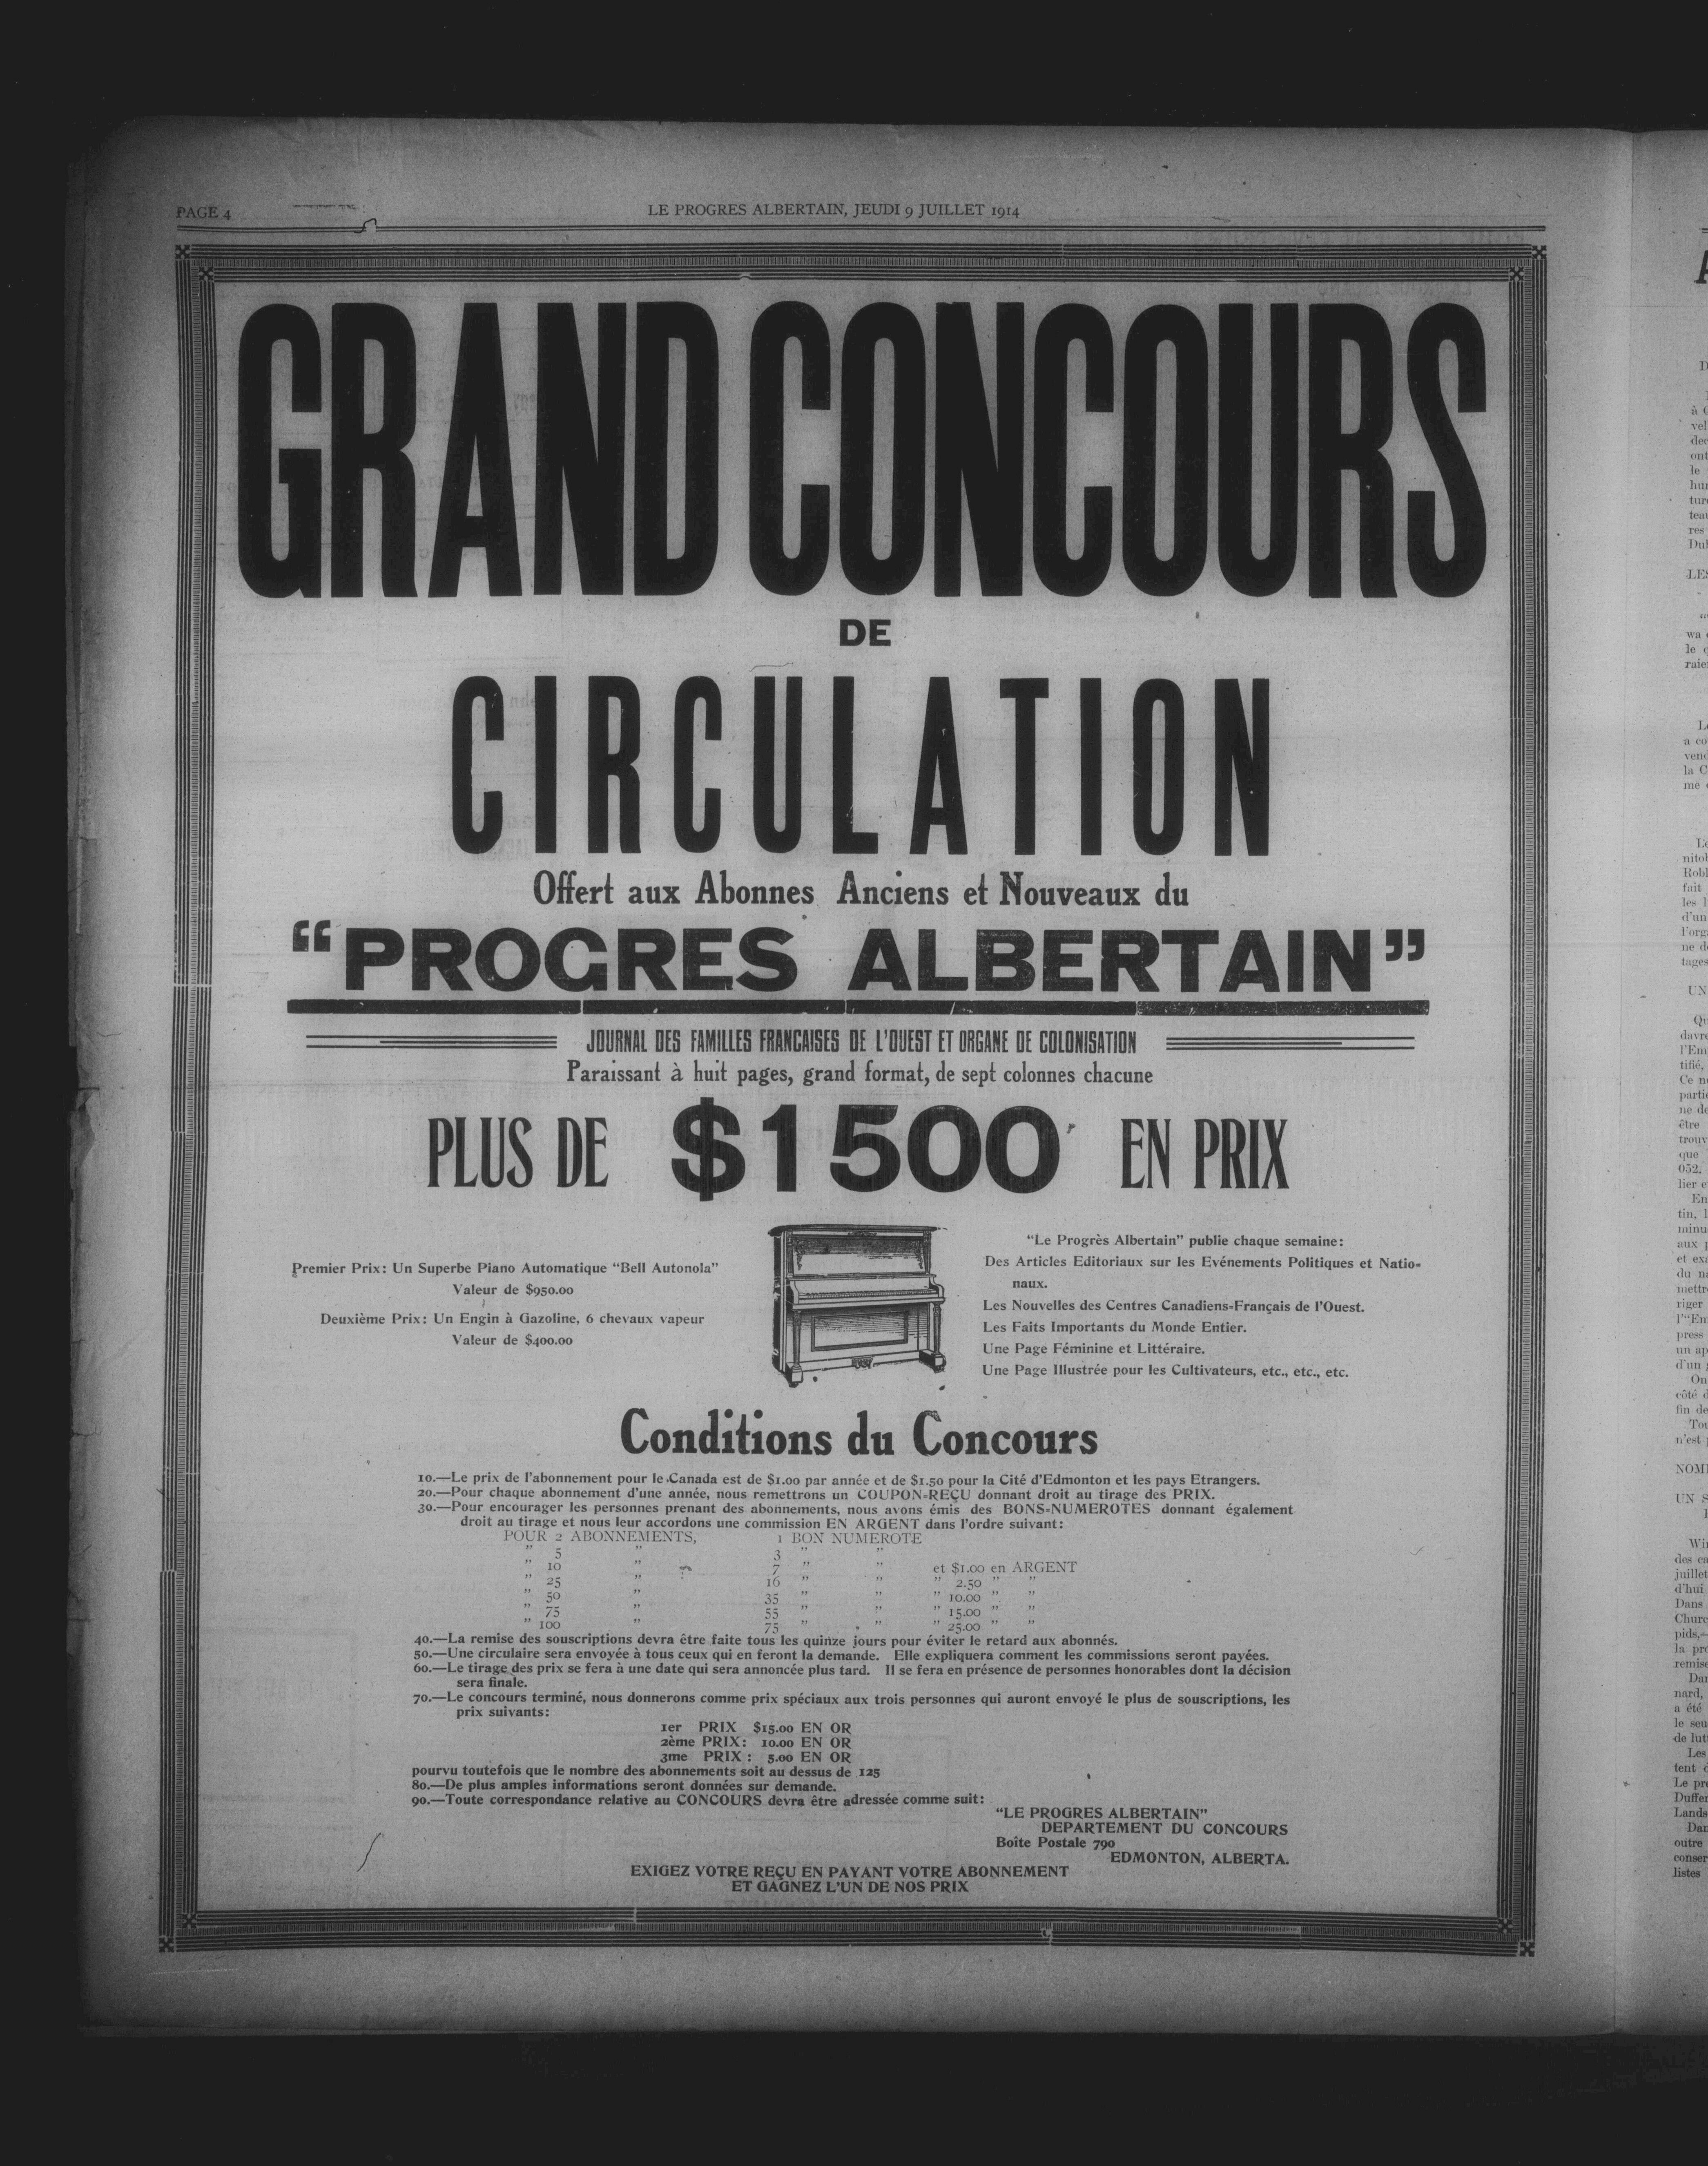 PAGE 4
LE PROGRES ALBERTAIN, JEUDI 9 JUILLET 1914
GRAND CONCOURS
DE
CIRCULATION
Offert aux Abonnes Anciens et Nouveaux du
“PROGRES ALBERTAIN”
JOURNAL DES FAMILLES FRANCAISES DE L'OUEST ET ORGANE DE COLONISATION
Paraissant à huit pages, grand format, de sept colonnes chacune
PLUS DE $1500 EN PRIX
Premier Prix: Un Superbe Piano Automatique “Bell Autonola”
Valeur de $950.00
Deuxième Prix: Un Engin à Gazoline, 6 chevaux vapeur
Valeur de $400.00
“Le Progrès Albertain” publie chaque semaine:
Des Articles Editoriaux sur les Evénements Politiques et Natio-
naux.
Les Nouvelles des Centres Canadiens-Français de l'Ouest.
Les Faits Importants du Monde Entier.
Une Page Féminine et Littéraire.
Une Page Illustrée pour les Cultivateurs, etc., etc., etc.
Conditions du Concours
1o.—Le prix de l'abonnement pour le Canada est de $1.00 par année et de $1.50 pour la Cité d'Edmonton et les pays Etrangers.
2o.—Pour chaque abonnement d'une année, nous remettrons un COUPON-REÇU donnant droit au tirage des PRIX.
3o.—Pour encourager les personnes prenant des abonnements, nous avons émis des BONS-NUMEROTES donnant également
droit au tirage et nous leur accordons une commission EN ARGENT dans l'ordre suivant:
POUR 2 ABONNEMENTS, 1 BON NUMEROTE
” 5 ” 3 ” ”
” 10 ” 7 ” ” et $1.00 en ARGENT
” 25 ” 16 ” ” ” 2.50 ” ”
” 50 ” 35 ” ” ” 10.00 ” ”
” 75 ” 55 ” ” ” 15.00 ” ”
” 100 ” 75 ” ” ” 25.00 ” ”
4o.—La remise des souscriptions devra être faite tous les quinze jours pour éviter le retard aux abonnés.
5o.—Une circulaire sera envoyée à tous ceux qui en feront la demande. Elle expliquera comment les commissions seront payées.
6o.—Le tirage des prix se fera à une date qui sera annoncée plus tard. Il se fera en présence de personnes honorables dont la décision
sera finale.
7o.—Le concours terminé, nous donnerons comme prix spéciaux aux trois personnes qui auront envoyé le plus de souscriptions, les
prix suivants:
1er PRIX $15.00 EN OR
2ème PRIX: 10.00 EN OR
3me PRIX : 5.00 EN OR
pourvu toutefois que le nombre des abonnements soit au dessus de 125
8o.—De plus amples informations seront données sur demande.
9o.—Toute correspondance relative au CONCOURS devra être adressée comme suit:
“LE PROGRES ALBERTAIN”
DEPARTEMENT DU CONCOURS
Boîte Postale 790
EDMONTON, ALBERTA.
EXIGEZ VOTRE REÇU EN PAYANT VOTRE ABONNEMENT
ET GAGNEZ L'UN DE NOS PRIX